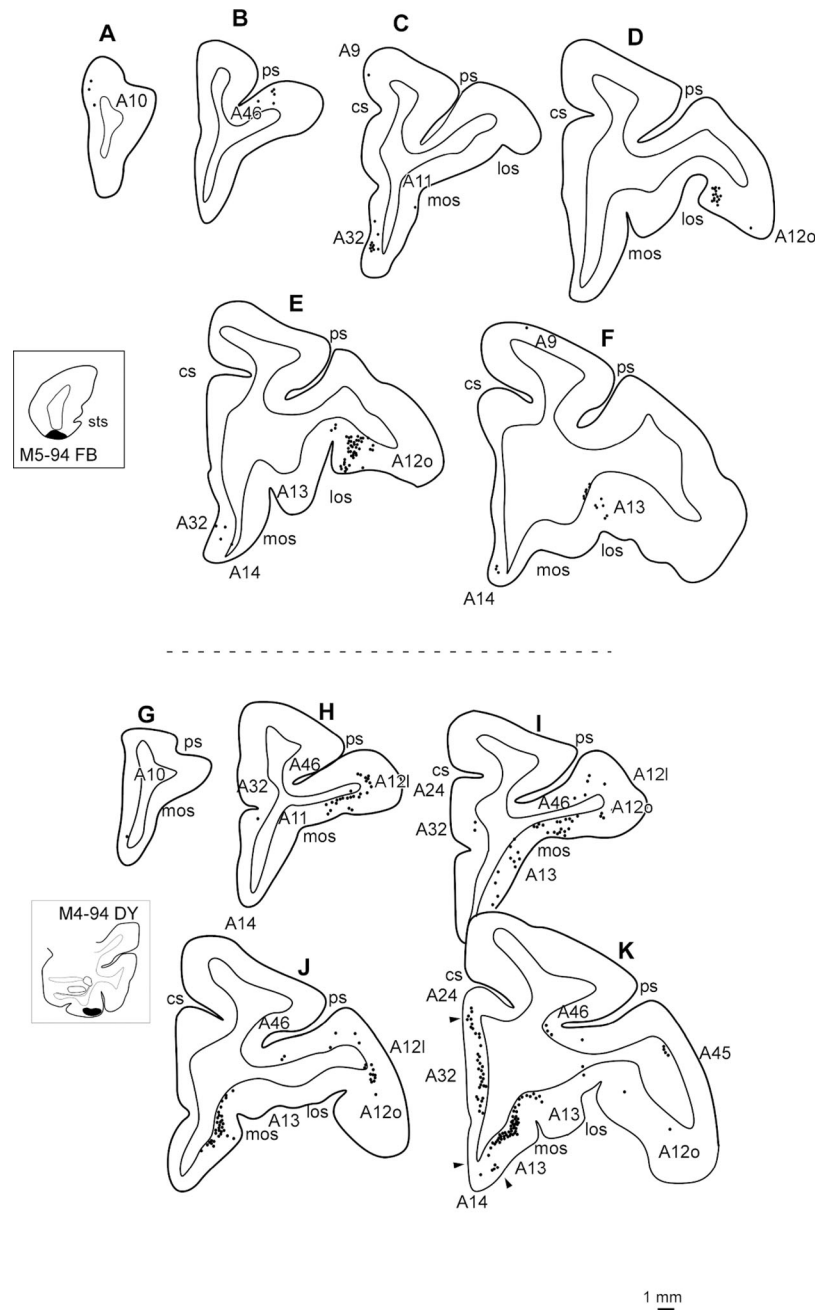 A
A10
B
ps
A46
C
A9
cs
A11
mos
los
A32
D
ps
cs
los
mos
A12o
E
ps
cs
A12o
A13
los
A32
mos
A14
F
A9
ps
cs
A13
mos
los
A14
sts
M5-94 FB
G
ps
A10
mos
H
ps
A46
A32
A12l
A11
mos
A14
I
ps
cs
A24
A12l
A46
A12o
A32
mos
A13
M4-94 DY
J
cs
ps
A46
A12l
A12o
A13
los
mos
K
cs
ps
A24
A46
A45
A32
A13
los
mos
A12o
A13
A14
1 mm